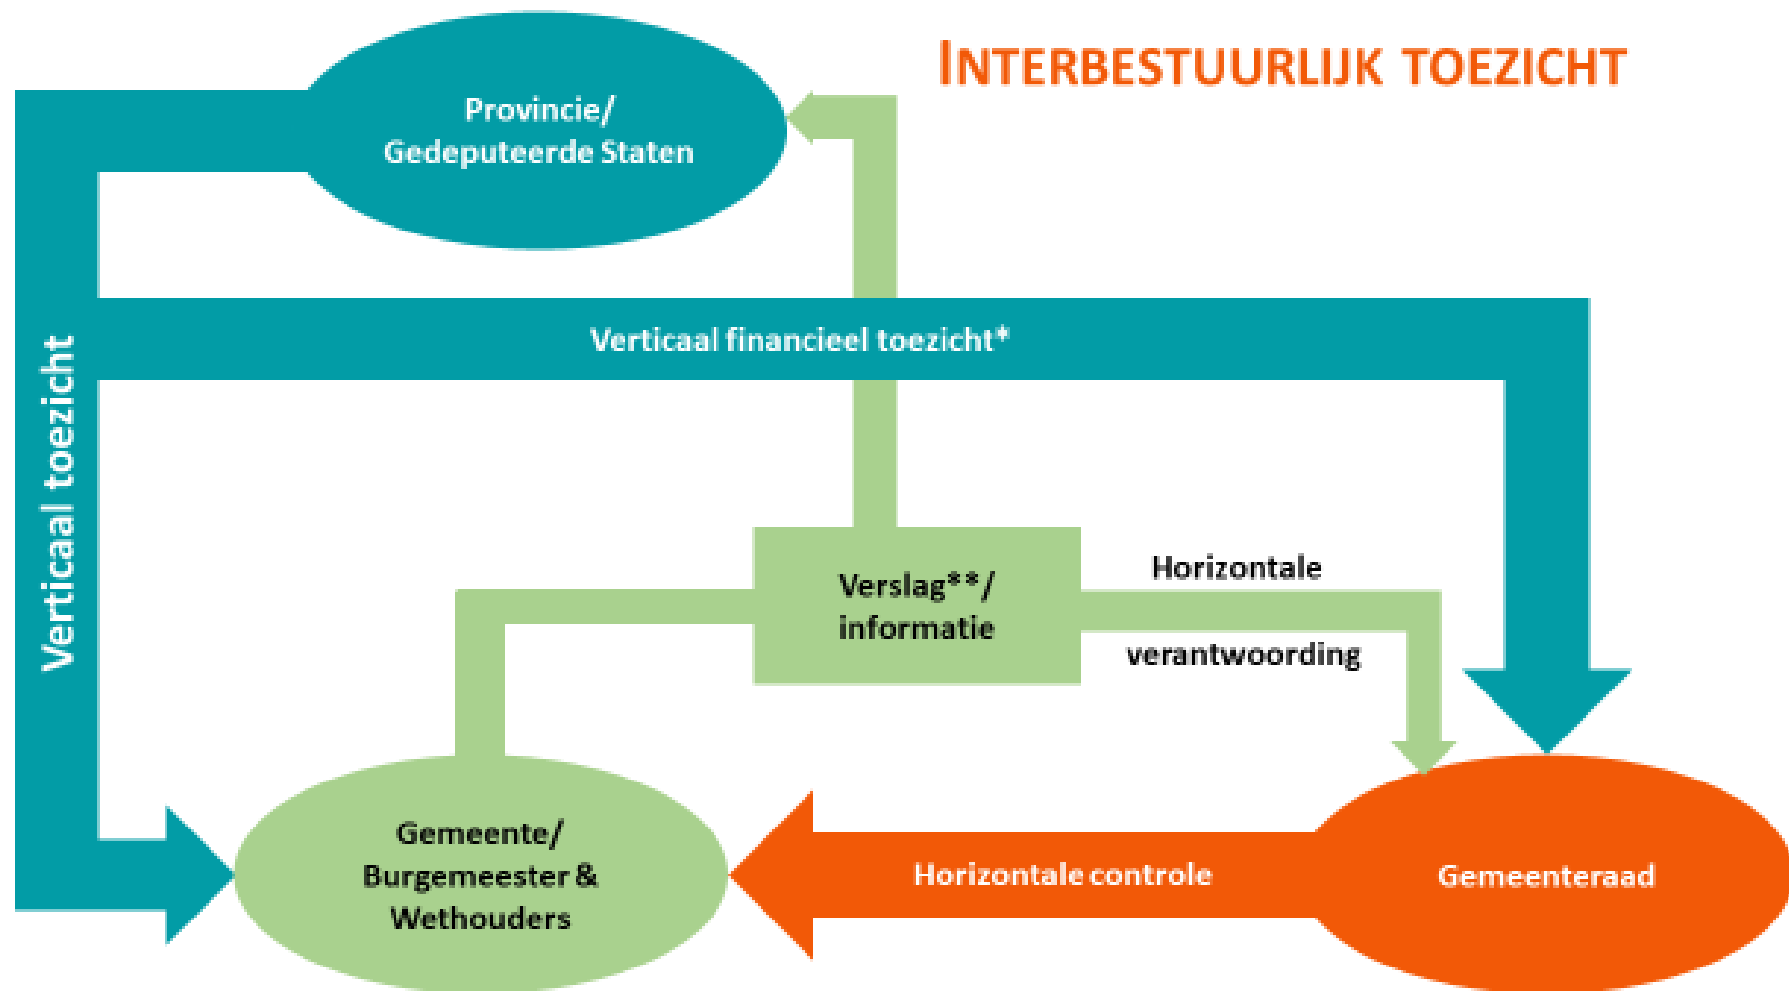 INTERBESTUURLIJK TOEZICHT
Provincie/
Gedeputeerde Staten
Verticaal financieel toezicht*
Verticaal toezicht
Verslag**/
informatie
Horizontale
verantwoording
Gemeente/
Burgemeester &
Wethouders
Horizontale controle
Gemeenteraad